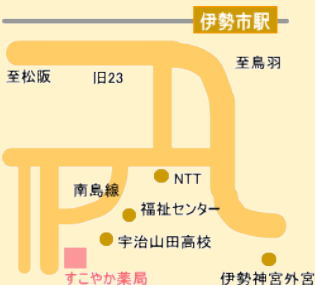 伊勢市駅
至鳥羽
至松阪
旧23
NTT
南島線
福祉センター
宇治山田高校
すこやか薬局
伊勢神宮外宮